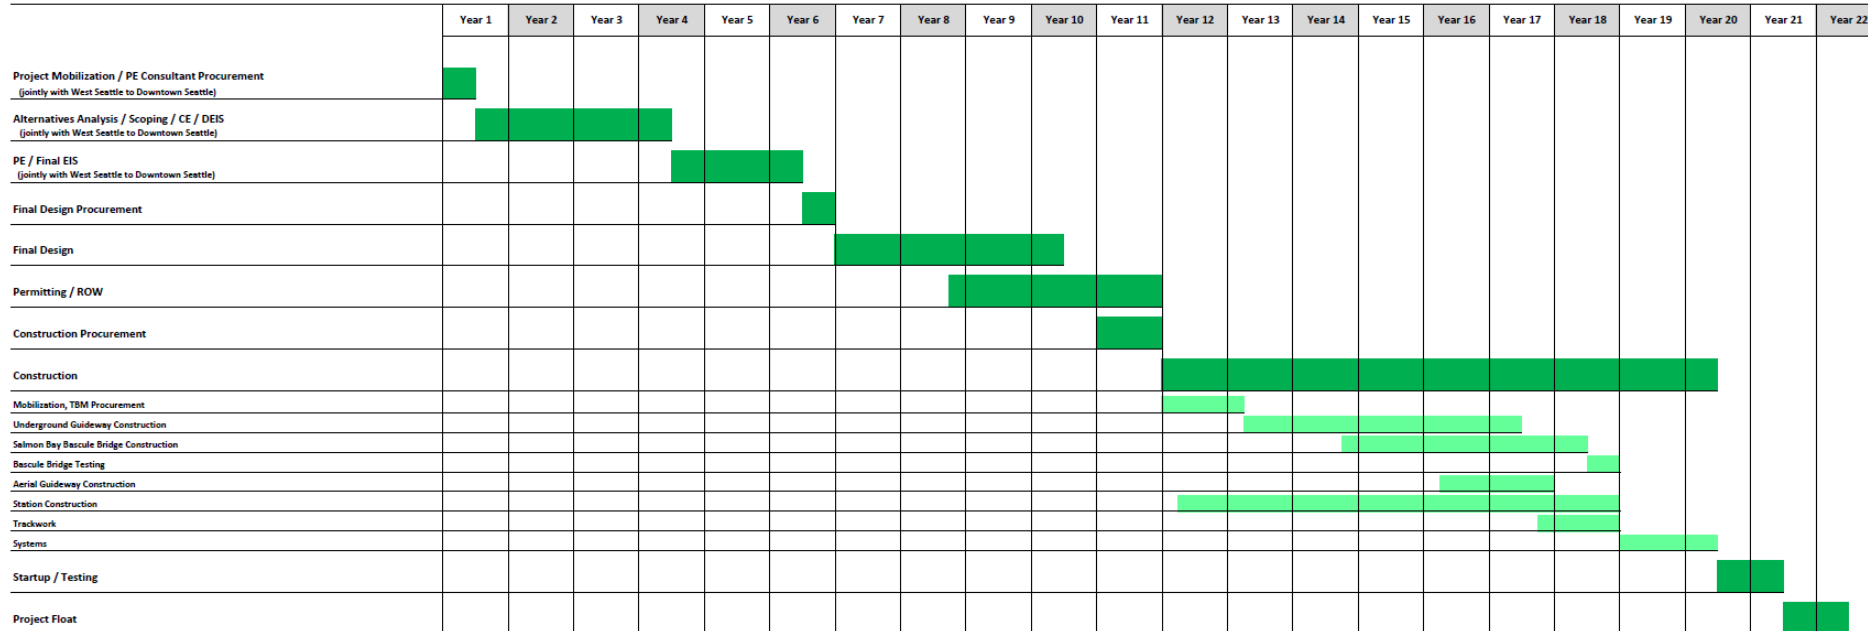 Year 1 Year 2 Year 3 Year 4 Year 5 Year 6 Year 7 Year 8 Year 9 Year 10 Year 11 Year 12 Year 13 Year 14 Year 15 Year 16 Year 17 Year 18 Year 19 Year 20 Year 21 Year 22
Project Mobilization / PE Consultant Procurement
(jointly with West Seattle to Downtown Seattle)
Alternatives Analysis / Scoping / CE / DEIS
(jointly with West Seattle to Downtown Seattle)
PE / Final EIS
(jointly with West Seattle to Downtown Seattle)
Final Design Procurement
Final Design
Permitting / ROW
Construction Procurement
Construction
Mobilization, TBM Procurement
Underground Guideway Construction
Salmon Bay Bascule Bridge Construction
Bascule Bridge Testing
Aerial Guideway Construction
Station Construction
Trackwork
Systems
Startup / Testing
Project Float